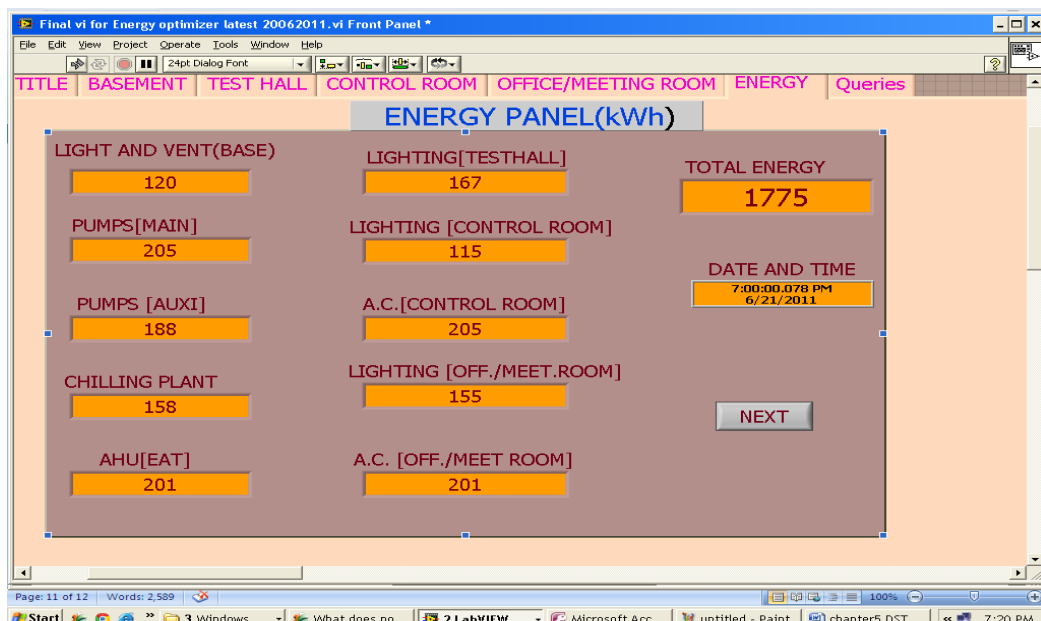 Final vi for Energy optimizer latest 20062011.vi Front Panel *
File Edit View Project Operate Tools Window Help
24pt Dialog Font
?
TITLE BASEMENT TEST HALL CONTROL ROOM OFFICE/MEETING ROOM ENERGY Queries
ENERGY PANEL(kWh)
LIGHT AND VENT(BASE)
120
PUMPS[MAIN]
205
PUMPS [AUXI]
188
CHILLING PLANT
158
AHU[EAT]
201
LIGHTING[TESTHALL]
167
LIGHTING [CONTROL ROOM]
115
A.C.[CONTROL ROOM]
205
LIGHTING [OFF./MEET.ROOM]
155
A.C. [OFF./MEET ROOM]
201
TOTAL ENERGY
1775
DATE AND TIME
7:00:00.078 PM
6/21/2011
NEXT
Page: 11 of 12 Words: 2,589 100%
Start 3 Windows What does no... 2 LabVIEW Microsoft Acc... untitled - Paint chapter5 DST 7:20 PM